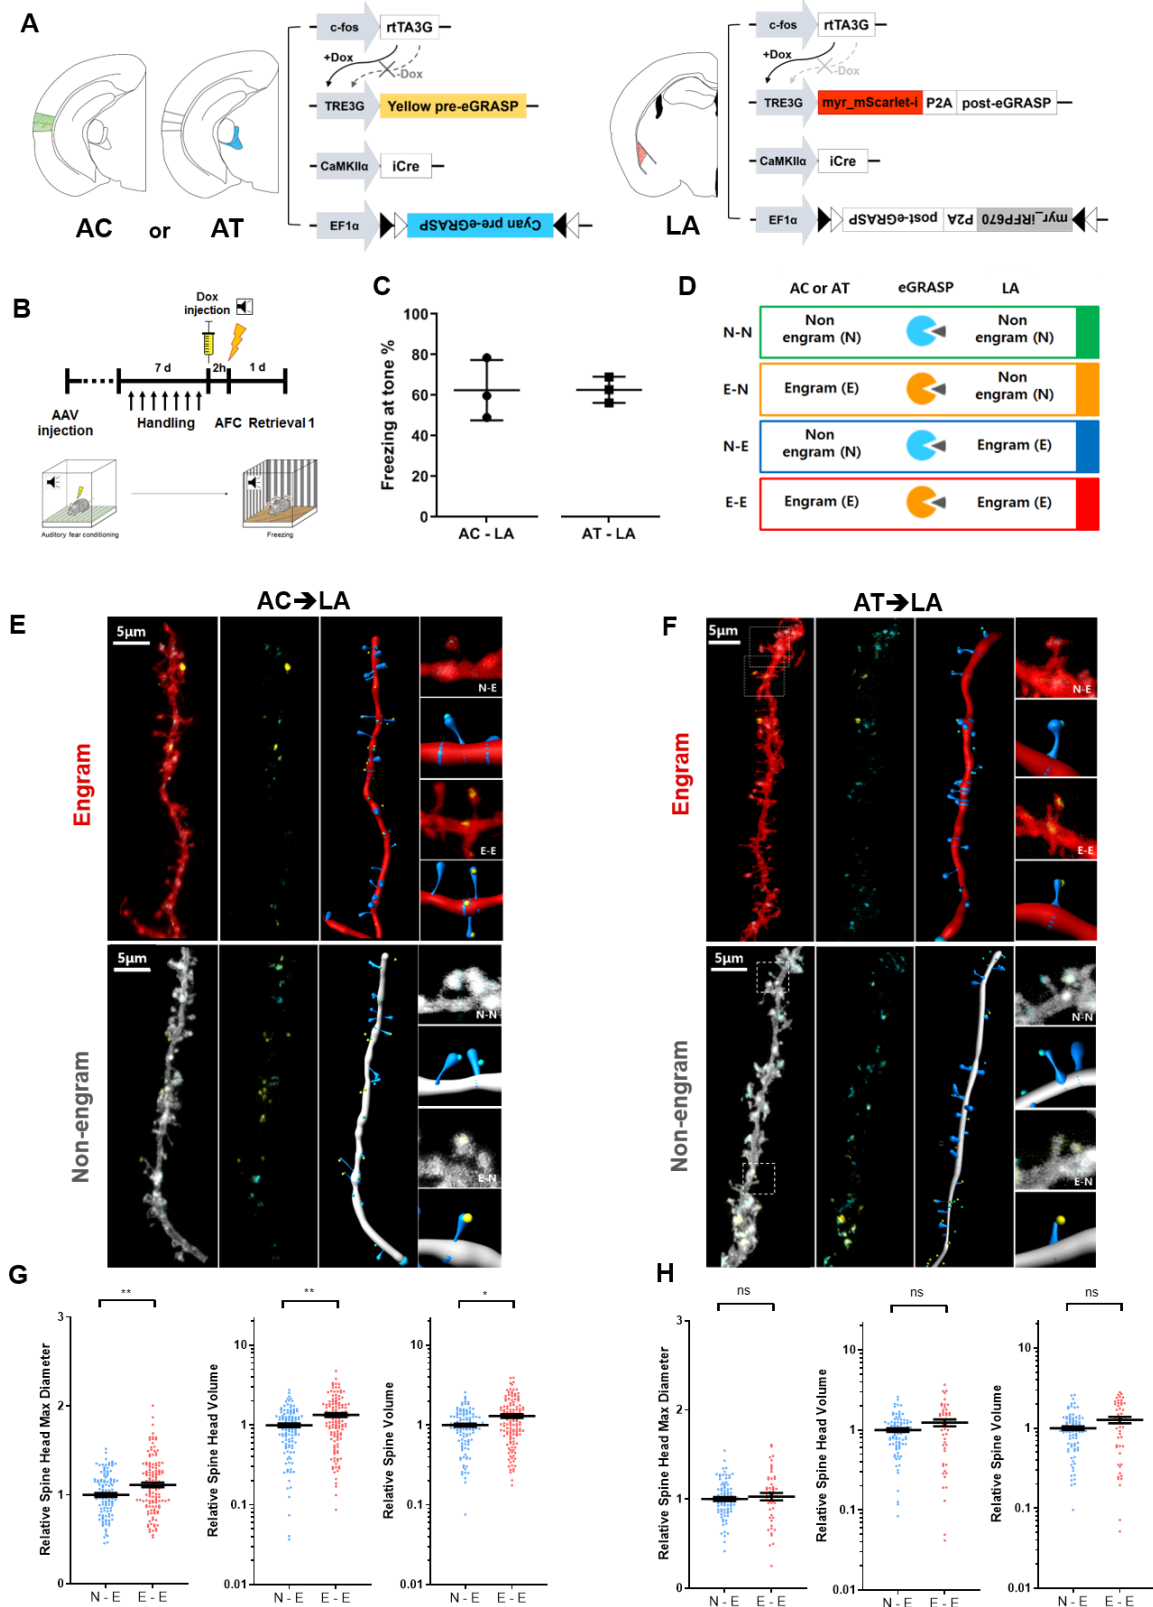 A
c-fos
rtTA3G
+Dox
-Dox
TRE3G
Yellow pre-eGRASP
CaMKIIα
iCre
EF1α
Cyan pre-eGRASP
AC or AT
c-fos
rtTA3G
+Dox
-Dox
TRE3G
myr_mScarlet-i
P2A
post-eGRASP
CaMKIIα
iCre
EF1α
post-eGRASP
P2A
myr_iRFP670
LA
B
Dox
injection
7 d
2h
1 d
AAV
injection
Handling
AFC
Retrieval 1
Auditory fear conditioning
Freezing
C
Freezing at tone %
100
80
60
40
20
0
AC - LA
AT - LA
D
AC or AT
eGRASP
LA
N-N
Non
engram (N)
Non
engram (N)
E-N
Engram (E)
Non
engram (N)
N-E
Non
engram (N)
Engram (E)
E-E
Engram (E)
Engram (E)
E
AC➔LA
5μm
Engram
N-E
E-E
5μm
Non-engram
N-N
E-N
F
AT➔LA
5μm
Engram
N-E
E-E
5μm
Non-engram
N-N
E-N
G
Relative Spine Head Max Diameter
3
2
1
0
**
N - E
E - E
Relative Spine Head Volume
10
1
0.1
0.01
**
N - E
E - E
Relative Spine Volume
10
1
0.1
0.01
*
N - E
E - E
H
Relative Spine Head Max Diameter
3
2
1
0
ns
N - E
E - E
Relative Spine Head Volume
10
1
0.1
0.01
ns
N - E
E - E
Relative Spine Volume
10
1
0.1
0.01
ns
N - E
E - E